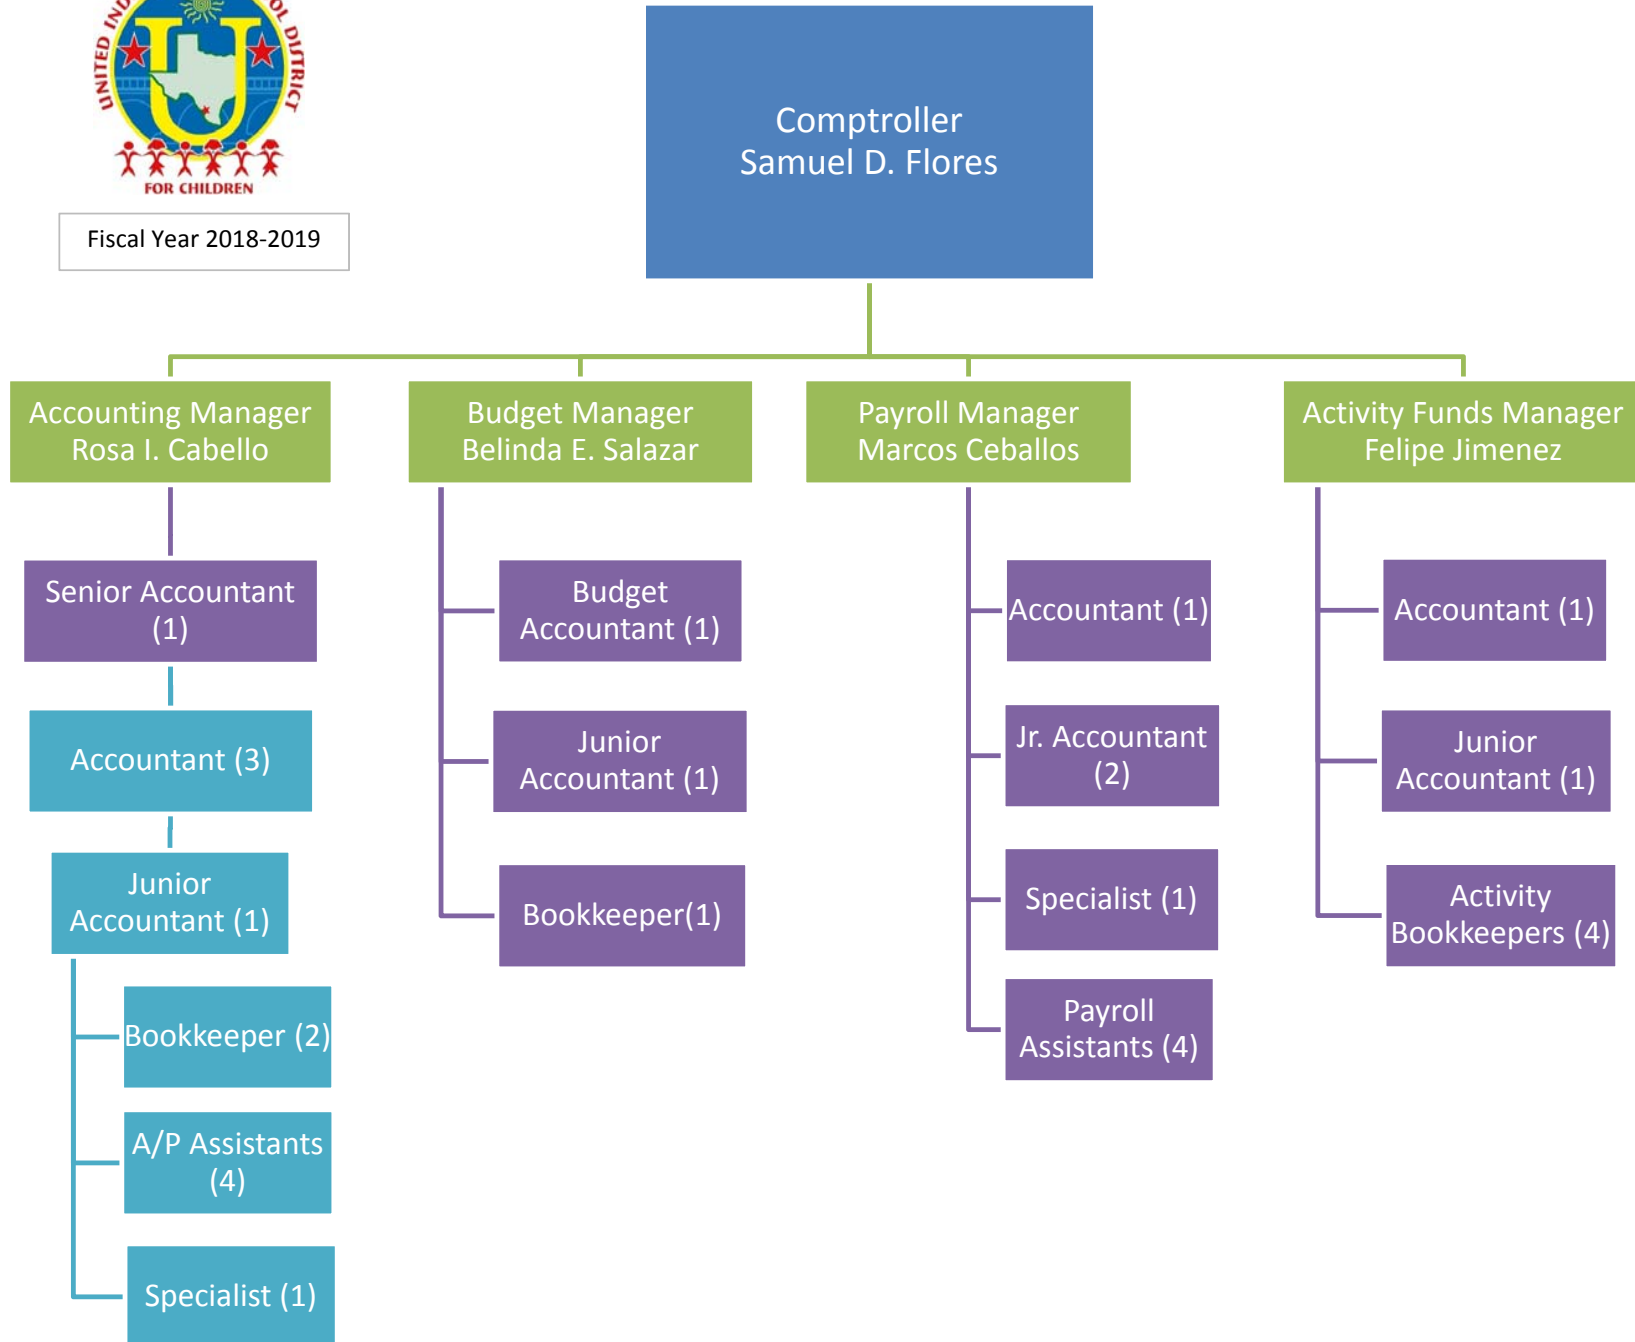 UNITED
DISTRICT
U
FOR CHILDREN
Fiscal Year 2018-2019
Comptroller
Samuel D. Flores
Accounting Manager
Rosa I. Cabello
Budget Manager
Belinda E. Salazar
Payroll Manager
Marcos Ceballos
Activity Funds Manager
Felipe Jimenez
Senior Accountant
(1)
Accountant (3)
Junior
Accountant (1)
Bookkeeper (2)
A/P Assistants
(4)
Specialist (1)
Budget
Accountant (1)
Junior
Accountant (1)
Bookkeeper(1)
Accountant (1)
Jr. Accountant
(2)
Specialist (1)
Payroll
Assistants (4)
Accountant (1)
Junior
Accountant (1)
Activity
Bookkeepers (4)